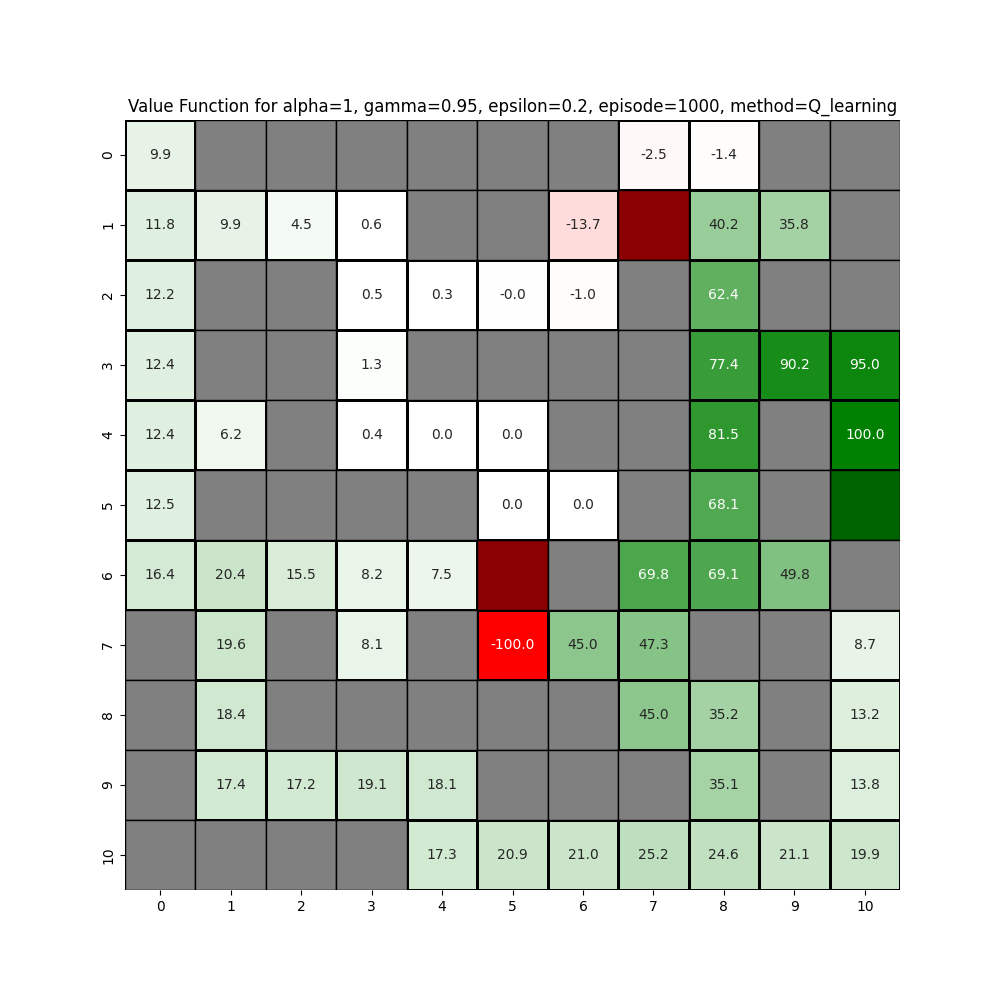 Value Function for alpha=1, gamma=0.95, epsilon=0.2, episode=1000, method=Q_learning
0 9.9 -2.5 -1.4
1 11.8 9.9 4.5 0.6 -13.7 40.2 35.8
2 12.2 0.5 0.3 -0.0 -1.0 62.4
3 12.4 1.3 77.4 90.2 95.0
4 12.4 6.2 0.4 0.0 0.0 81.5 100.0
5 12.5 0.0 0.0 68.1
6 16.4 20.4 15.5 8.2 7.5 69.8 69.1 49.8
7 19.6 8.1 -100.0 45.0 47.3 8.7
8 18.4 45.0 35.2 13.2
9 17.4 17.2 19.1 18.1 35.1 13.8
10 17.3 20.9 21.0 25.2 24.6 21.1 19.9
0 1 2 3 4 5 6 7 8 9 10